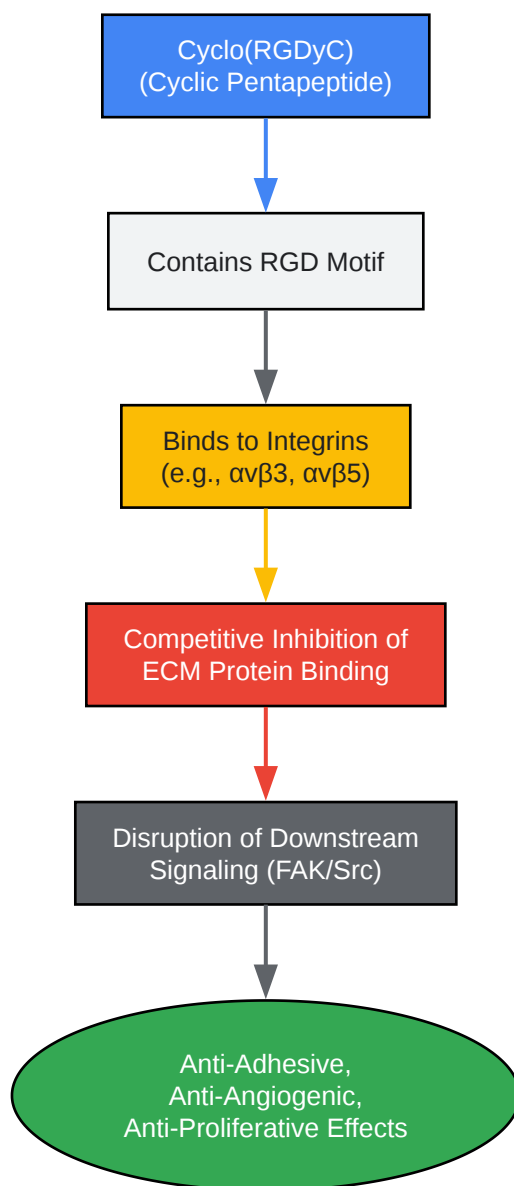 Cyclo(RGDyC)
(Cyclic Pentapeptide)
Contains RGD Motif
Binds to Integrins
(e.g., αvβ3, αvβ5)
Competitive Inhibition of
ECM Protein Binding
Disruption of Downstream
Signaling (FAK/Src)
Anti-Adhesive,
Anti-Angiogenic,
Anti-Proliferative Effects